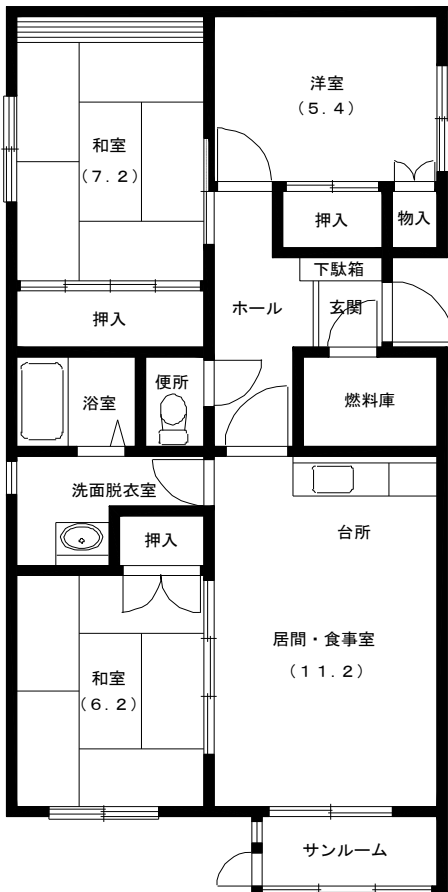 洋室
（５．４）
和室
（７．２）
押入
物入
下駄箱
玄関
ホール
押入
便所
浴室
燃料庫
洗面脱衣室
押入
台所
居間・食事室
（１１．２）
和室
（６．２）
サンルーム